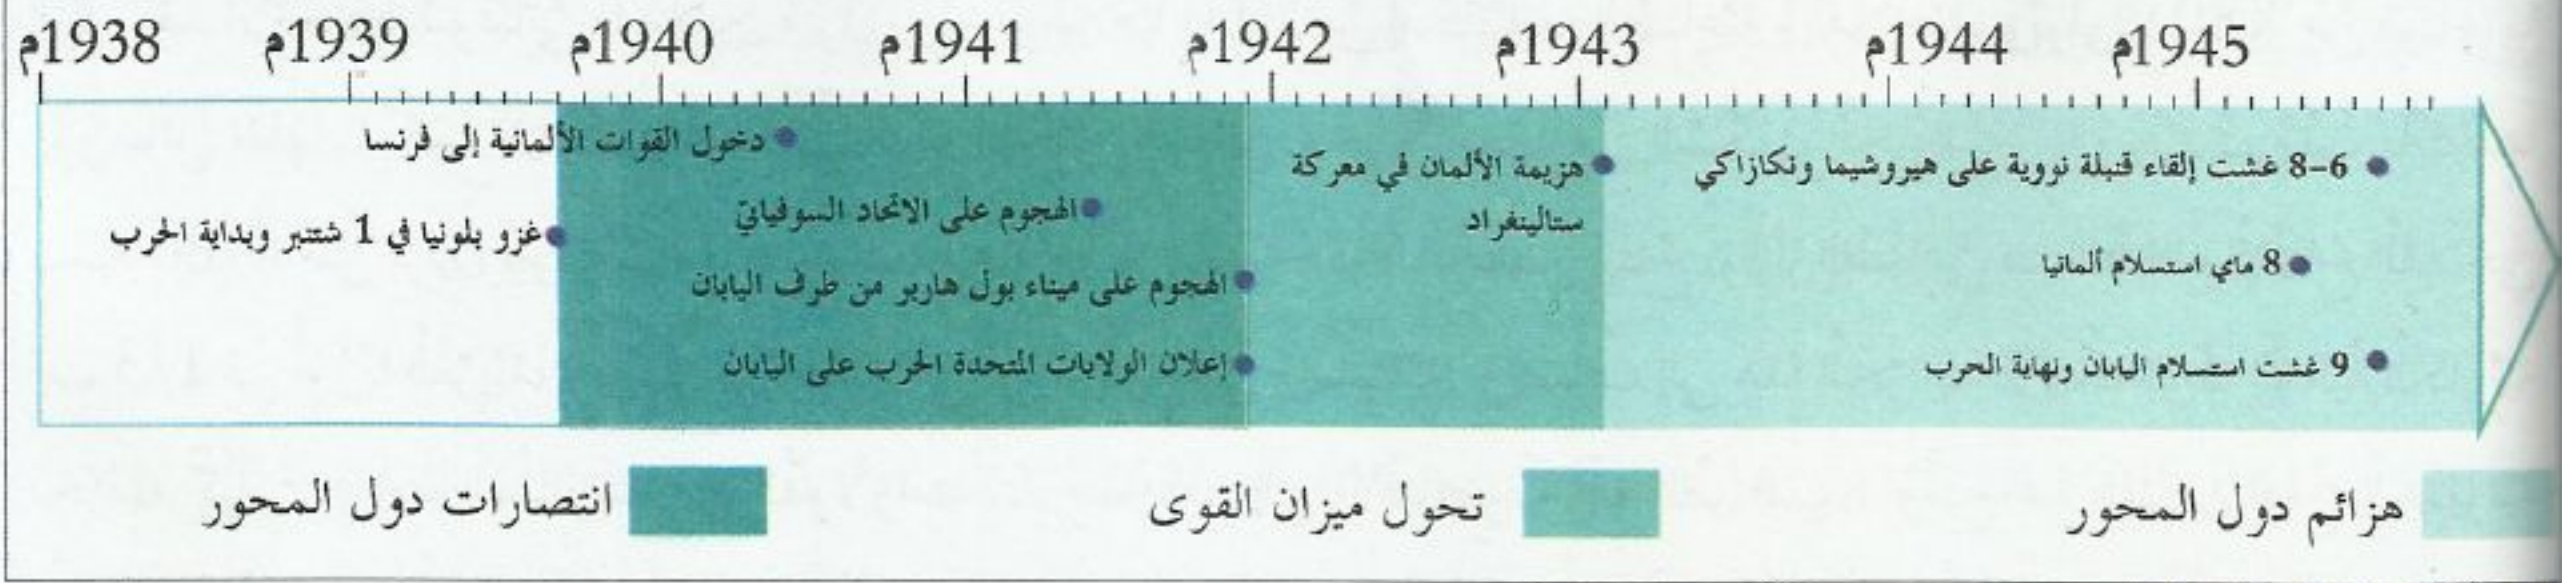 1938م 1939م 1940م 1941م 1942م 1943م 1944م 1945م
دخول القوات الألمانية إلى فرنسا
غزو بلونيا في 1 شتنبر وبداية الحرب
الهجوم على الاتحاد السوفياتيّ
الهجوم على ميناء بول هاربر من طرف اليابان
إعلان الولايات المتحدة الحرب على اليابان
هزيمة الألمان في معركة
ستالينغراد
6-8 غشت إلقاء قنبلة نووية على هيروشيما ونكازاكي
8 ماي استسلام ألمانيا
9 غشت استسلام اليابان ونهاية الحرب
انتصارات دول المحور
تحول ميزان القوى
هزائم دول المحور